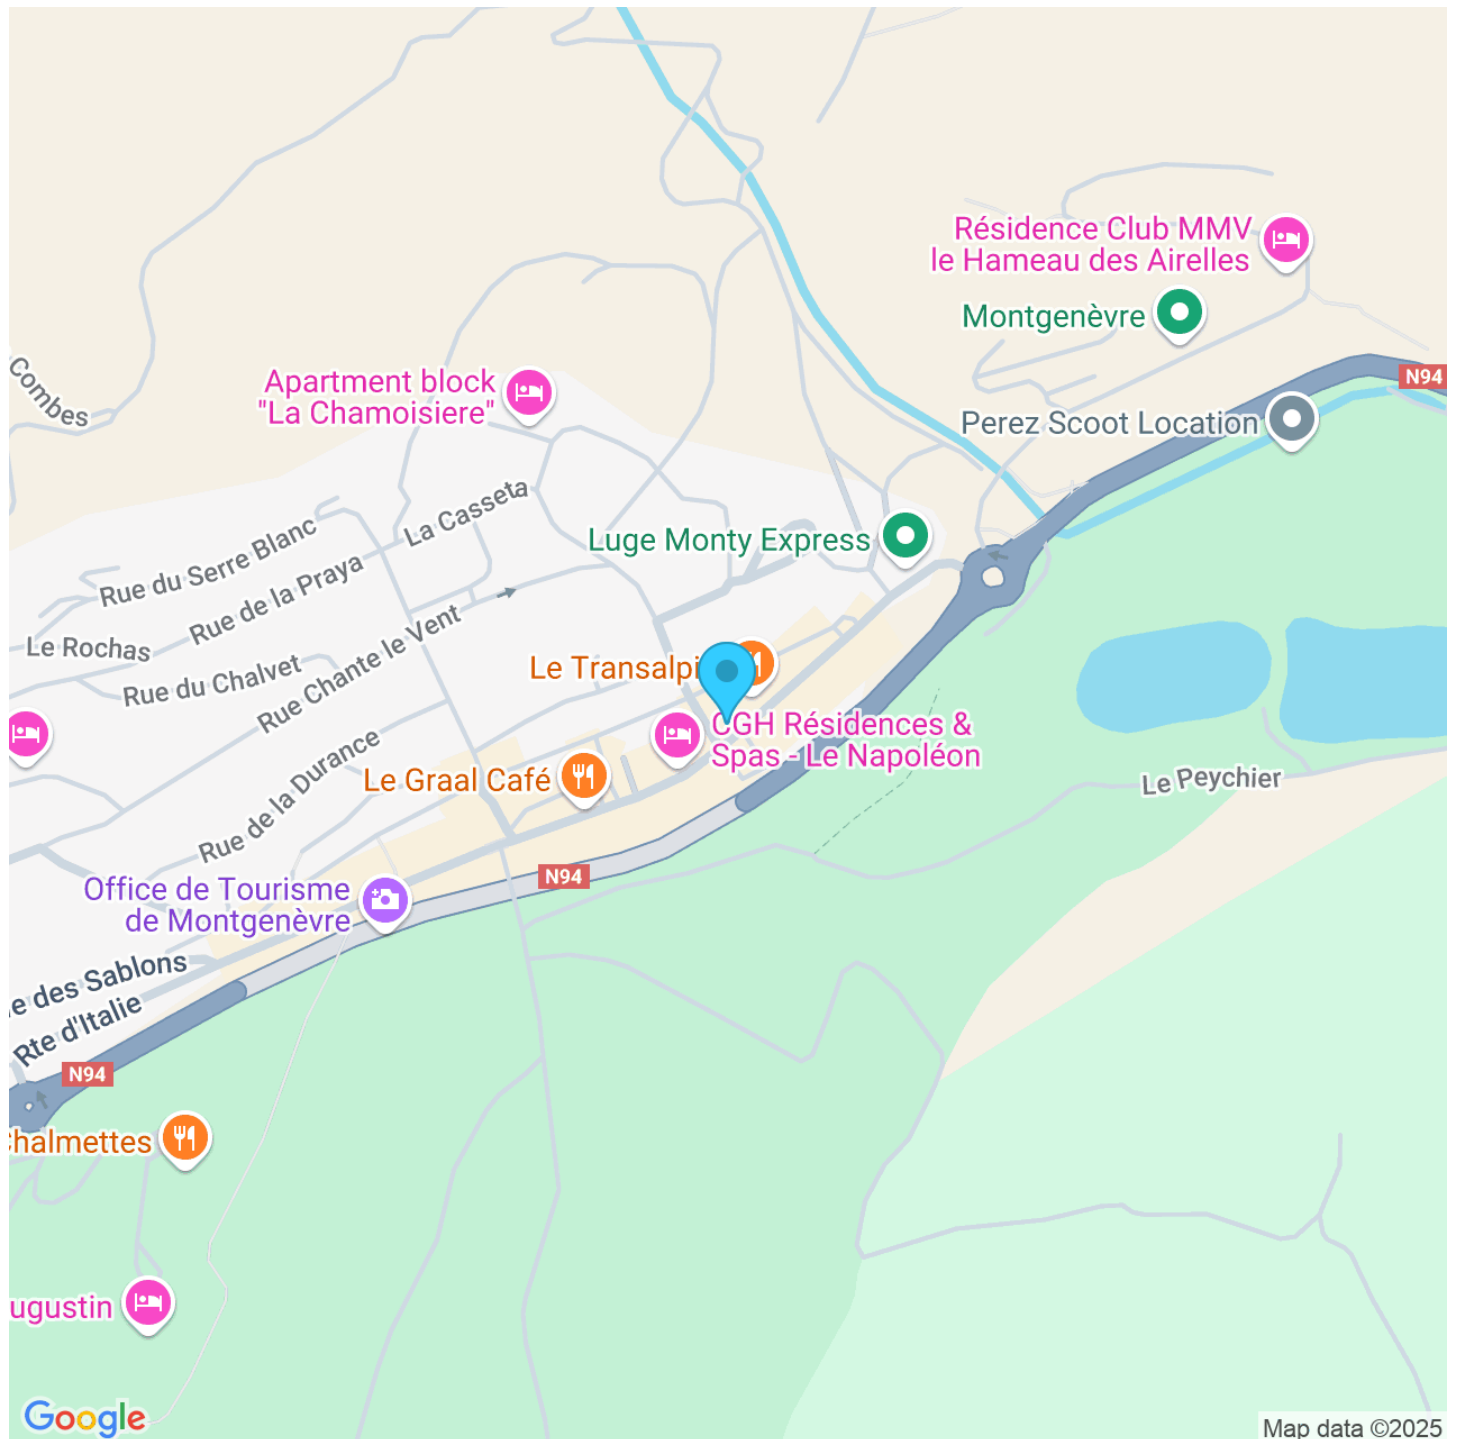 Résidence Club MMV
le Hameau des Airelles
Montgenèvre
Combes
N94
Apartment block
"La Chamoisiere"
Perez Scoot Location
La Casseta
Luge Monty Express
Rue du Serre Blanc
Rue de la Praya
Le Rochas
Rue Chante le Vent
Rue du Chalvet
Le Transalpi
CGH Résidences &
Spas - Le Napoléon
Rue de la Durance
Le Graal Café
Le Peychier
N94
Office de Tourisme
de Montgenèvre
e des Sablons
Rte d'Italie
N94
halmettes
ugustin
Google
Map data ©2025